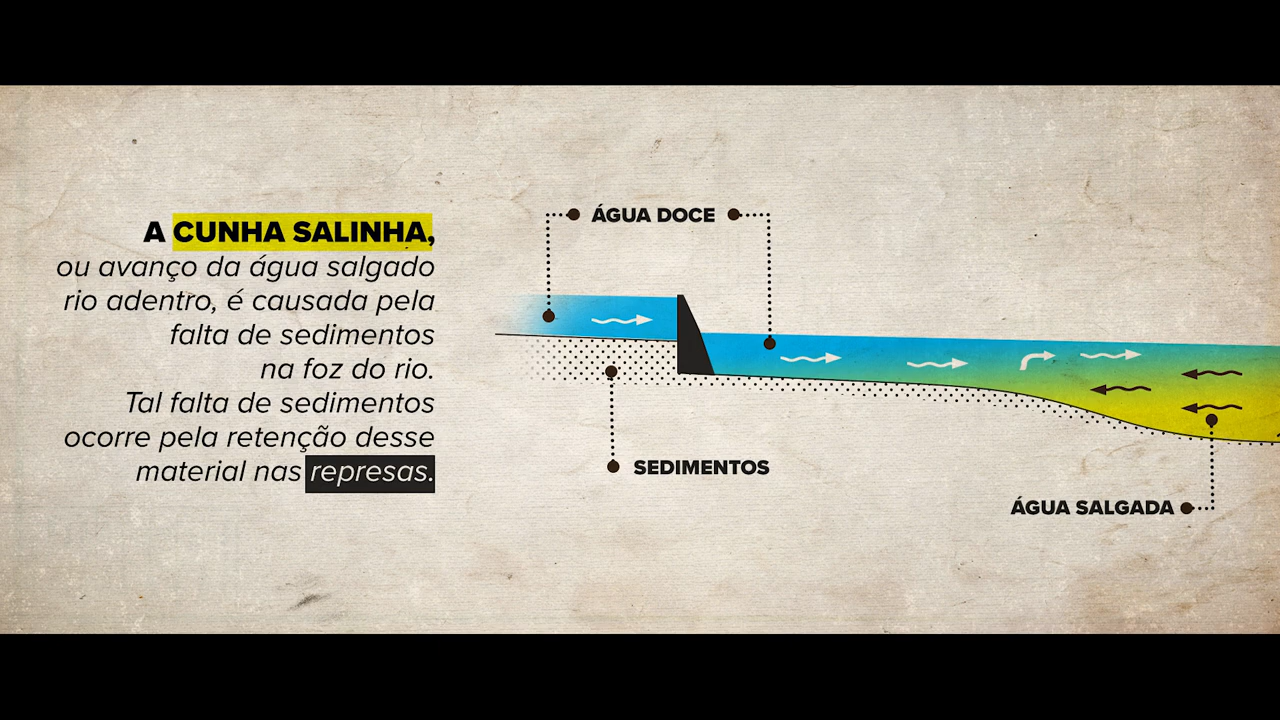 A CUNHA SALINHA,
ou avanço da água salgado
rio adentro, é causada pela
falta de sedimentos
na foz do rio.
Tal falta de sedimentos
ocorre pela retenção desse
material nas represas.
ÁGUA DOCE
SEDIMENTOS
ÁGUA SALGADA